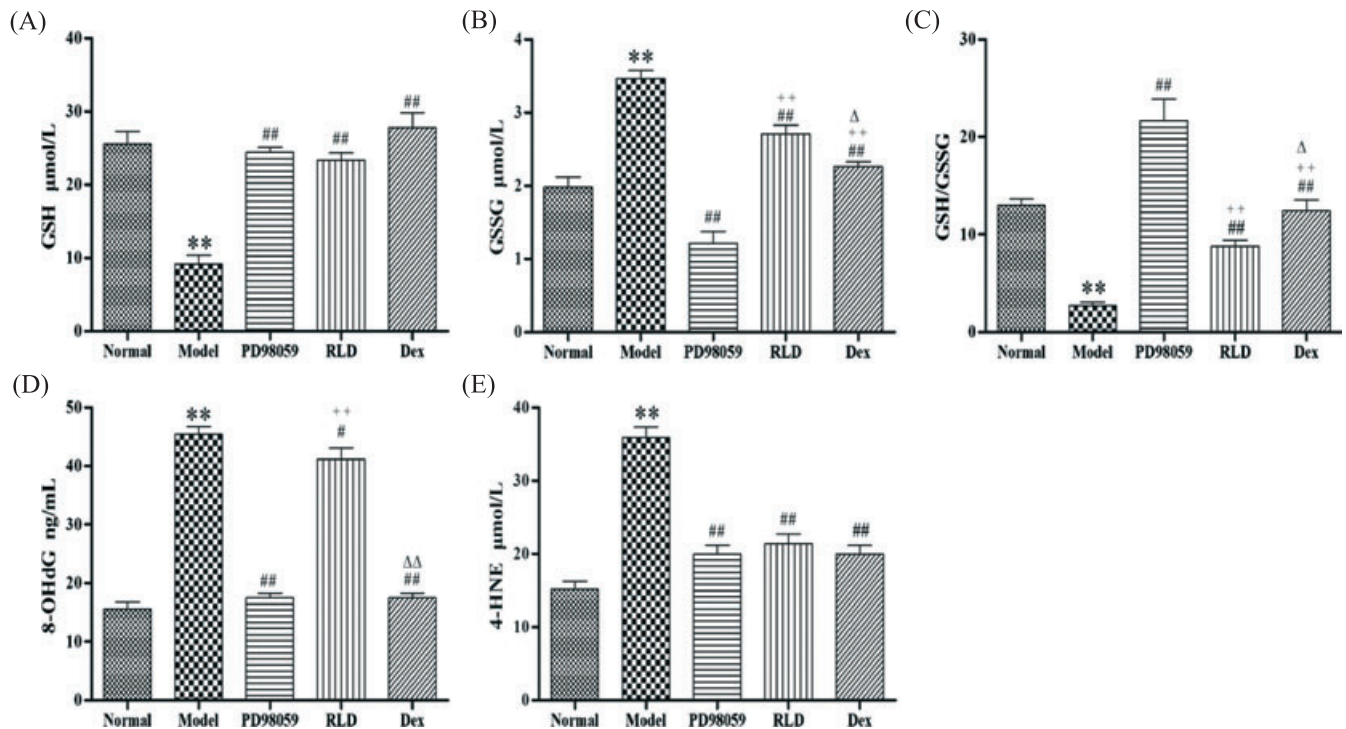 (A)
40
30
20
10
0
GSH μmol/L
**
##
##
##
Normal Model PD98059 RLD Dex
(B)
4
3
2
1
0
GSSG μmol/L
**
##
++
##
Δ
++
##
Normal Model PD98059 RLD Dex
(C)
30
20
10
0
GSH/GSSG
**
##
++
##
Δ
++
##
Normal Model PD98059 RLD Dex
(D)
50
40
30
20
10
0
8-OHdG ng/mL
**
##
++
#
ΔΔ
##
Normal Model PD98059 RLD Dex
(E)
40
30
20
10
0
4-HNE μmol/L
**
##
##
##
Normal Model PD98059 RLD Dex